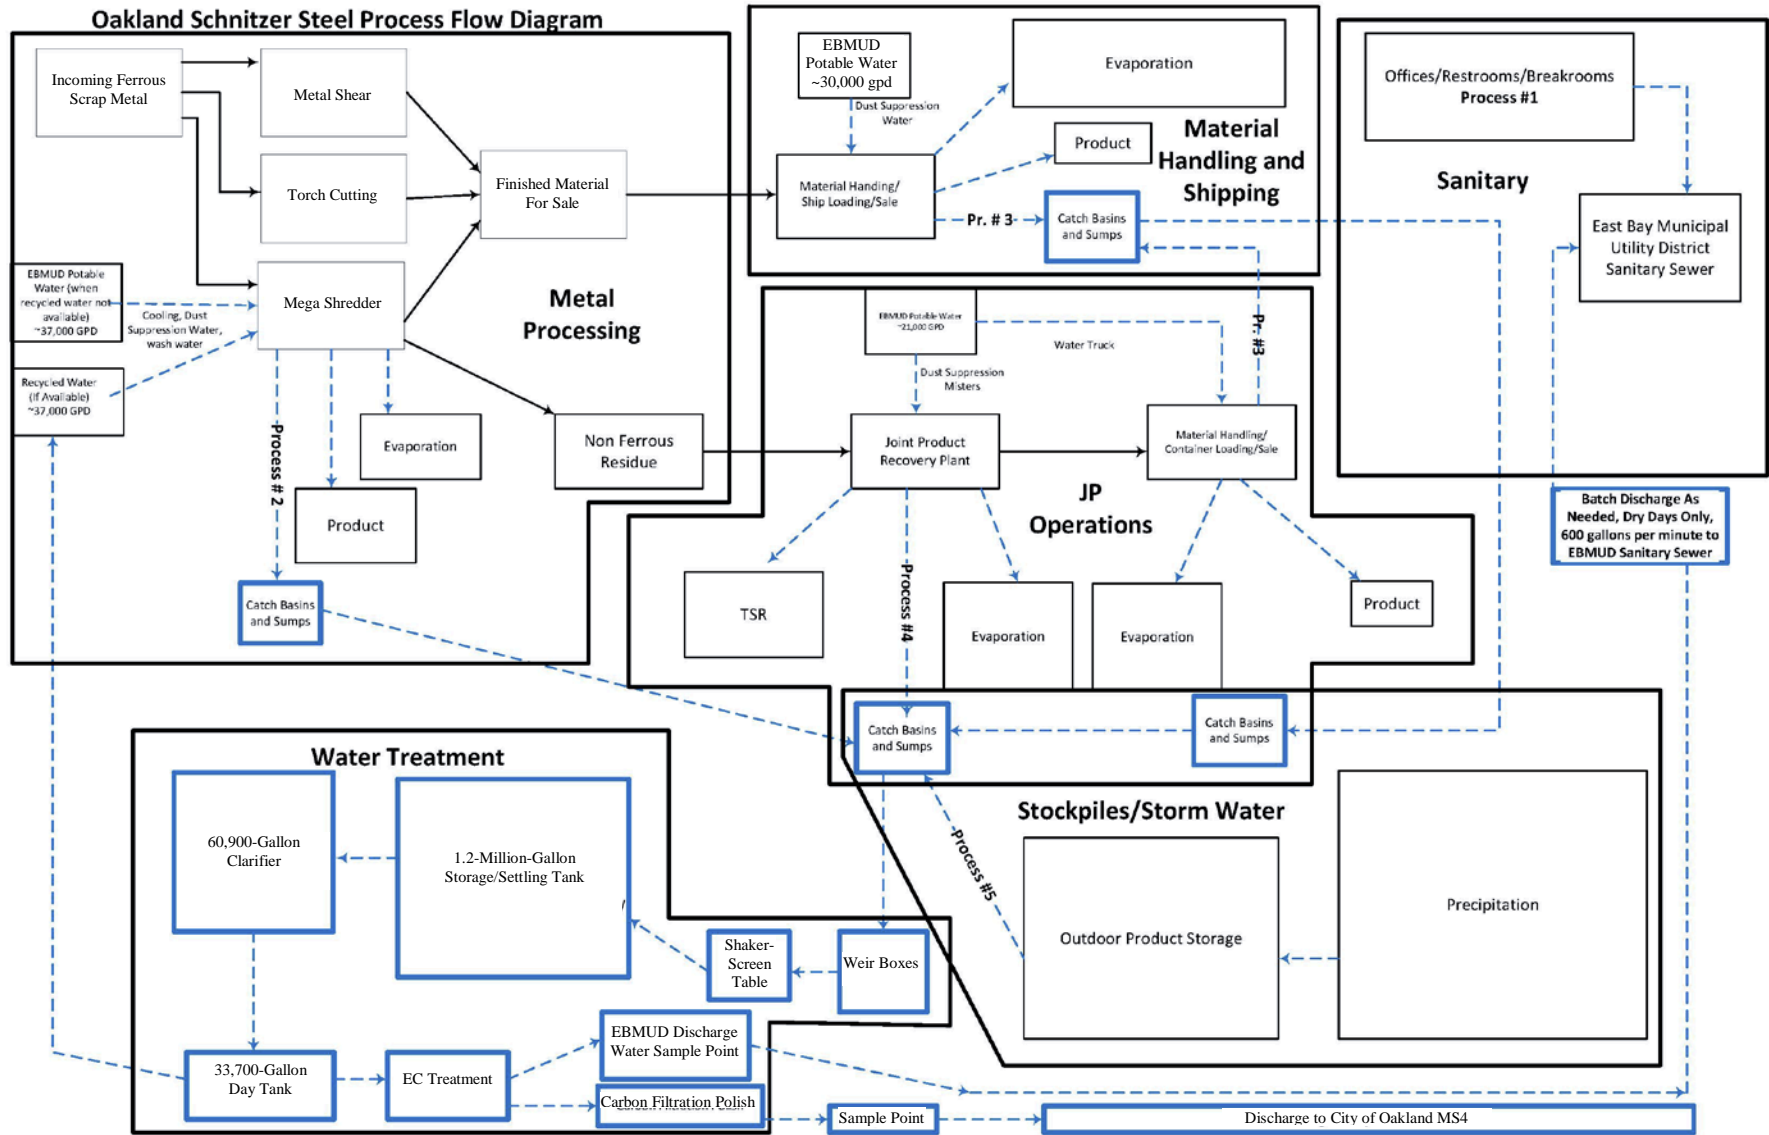 Oakland Schnitzer Steel Process Flow Diagram
Incoming Ferrous
Scrap Metal
Metal Shear
Torch Cutting
Mega Shredder
Finished Material
For Sale
Metal
Processing
EBMUD Potable
Water (when
recycled water not
available)
~37,000 GPD
Cooling, Dust
Suppression Water,
wash water
Recycled Water
(If Available)
~37,000 GPD
Process # 2
Evaporation
Product
Non Ferrous
Residue
Catch Basins
and Sumps
EBMUD
Potable Water
~30,000 gpd
Dust Suppression
Water
Evaporation
Product
Material
Handling and
Shipping
Material Handing/
Ship Loading/Sale
Pr. # 3
Catch Basins
and Sumps
Offices/Restrooms/Breakrooms
Process #1
Sanitary
East Bay Municipal
Utility District
Sanitary Sewer
Batch Discharge As
Needed, Dry Days Only,
600 gallons per minute to
EBMUD Sanitary Sewer
EBMUD Potable Water
~21,000 GPD
Water Truck
Pr. #3
Dust Suppression
Misters
Joint Product
Recovery Plant
Material Handling/
Container Loading/Sale
JP
Operations
TSR
Process #4
Evaporation
Evaporation
Product
Catch Basins
and Sumps
Catch Basins
and Sumps
Stockpiles/Storm Water
Process #5
Outdoor Product Storage
Precipitation
Water Treatment
60,900-Gallon
Clarifier
1.2-Million-Gallon
Storage/Settling Tank
Shaker-
Screen
Table
Weir Boxes
33,700-Gallon
Day Tank
EC Treatment
EBMUD Discharge
Water Sample Point
Carbon Filtration Polish
Sample Point
Discharge to City of Oakland MS4